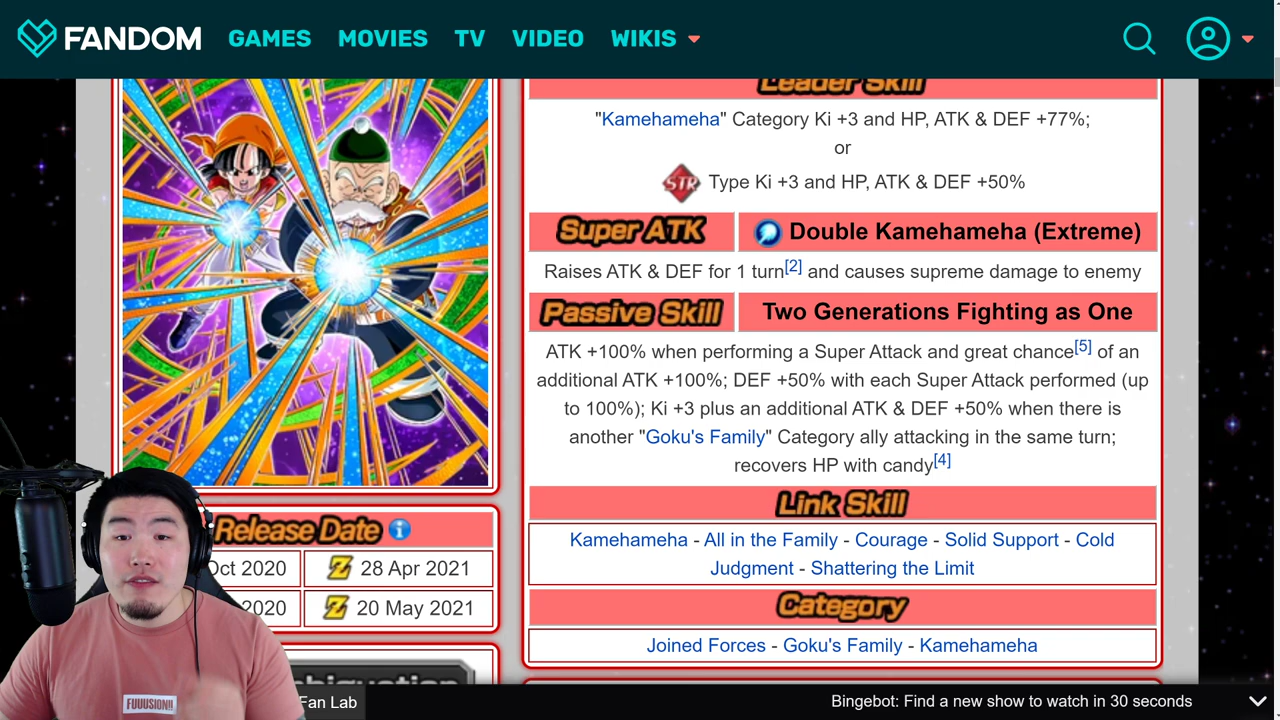 FANDOM GAMES MOVIES TV VIDEO WIKIS
Leader Skill
"Kamehameha" Category Ki +3 and HP, ATK & DEF +77%;
or
STR Type Ki +3 and HP, ATK & DEF +50%
Super ATK Double Kamehameha (Extreme)
Raises ATK & DEF for 1 turn[2] and causes supreme damage to enemy
Passive Skill Two Generations Fighting as One
ATK +100% when performing a Super Attack and great chance[5] of an
additional ATK +100%; DEF +50% with each Super Attack performed (up
to 100%); Ki +3 plus an additional ATK & DEF +50% when there is
another "Goku's Family" Category ally attacking in the same turn;
recovers HP with candy[4]
Link Skill
Kamehameha - All in the Family - Courage - Solid Support - Cold
Judgment - Shattering the Limit
Category
Joined Forces - Goku's Family - Kamehameha
Release Date i
Oct 2020 Z 28 Apr 2021
2020 Z 20 May 2021
Fan Lab
Bingebot: Find a new show to watch in 30 seconds
FUUUSION!!